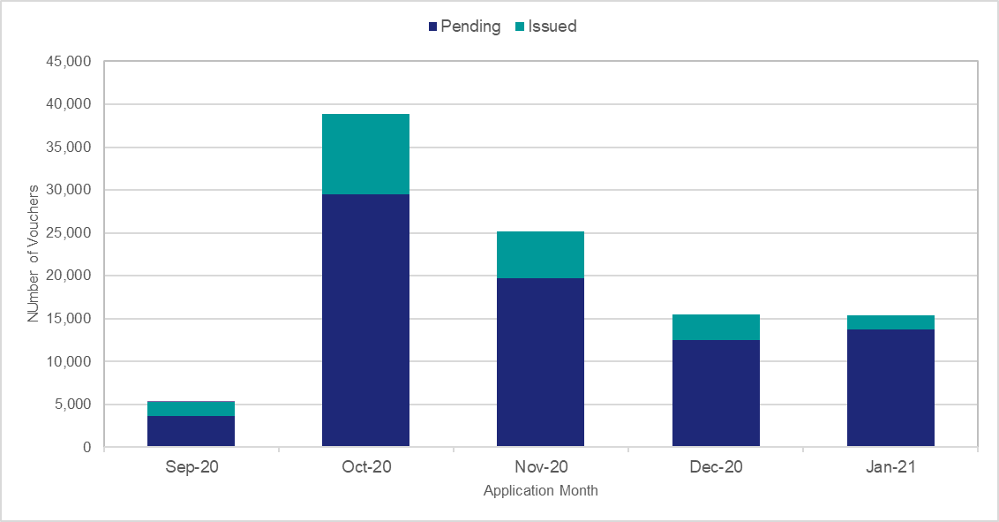 Pending Issued
45,000
40,000
35,000
30,000
25,000
20,000
15,000
10,000
5,000
0
NUmber of Vouchers
Sep-20 Oct-20 Nov-20 Dec-20 Jan-21
Application Month